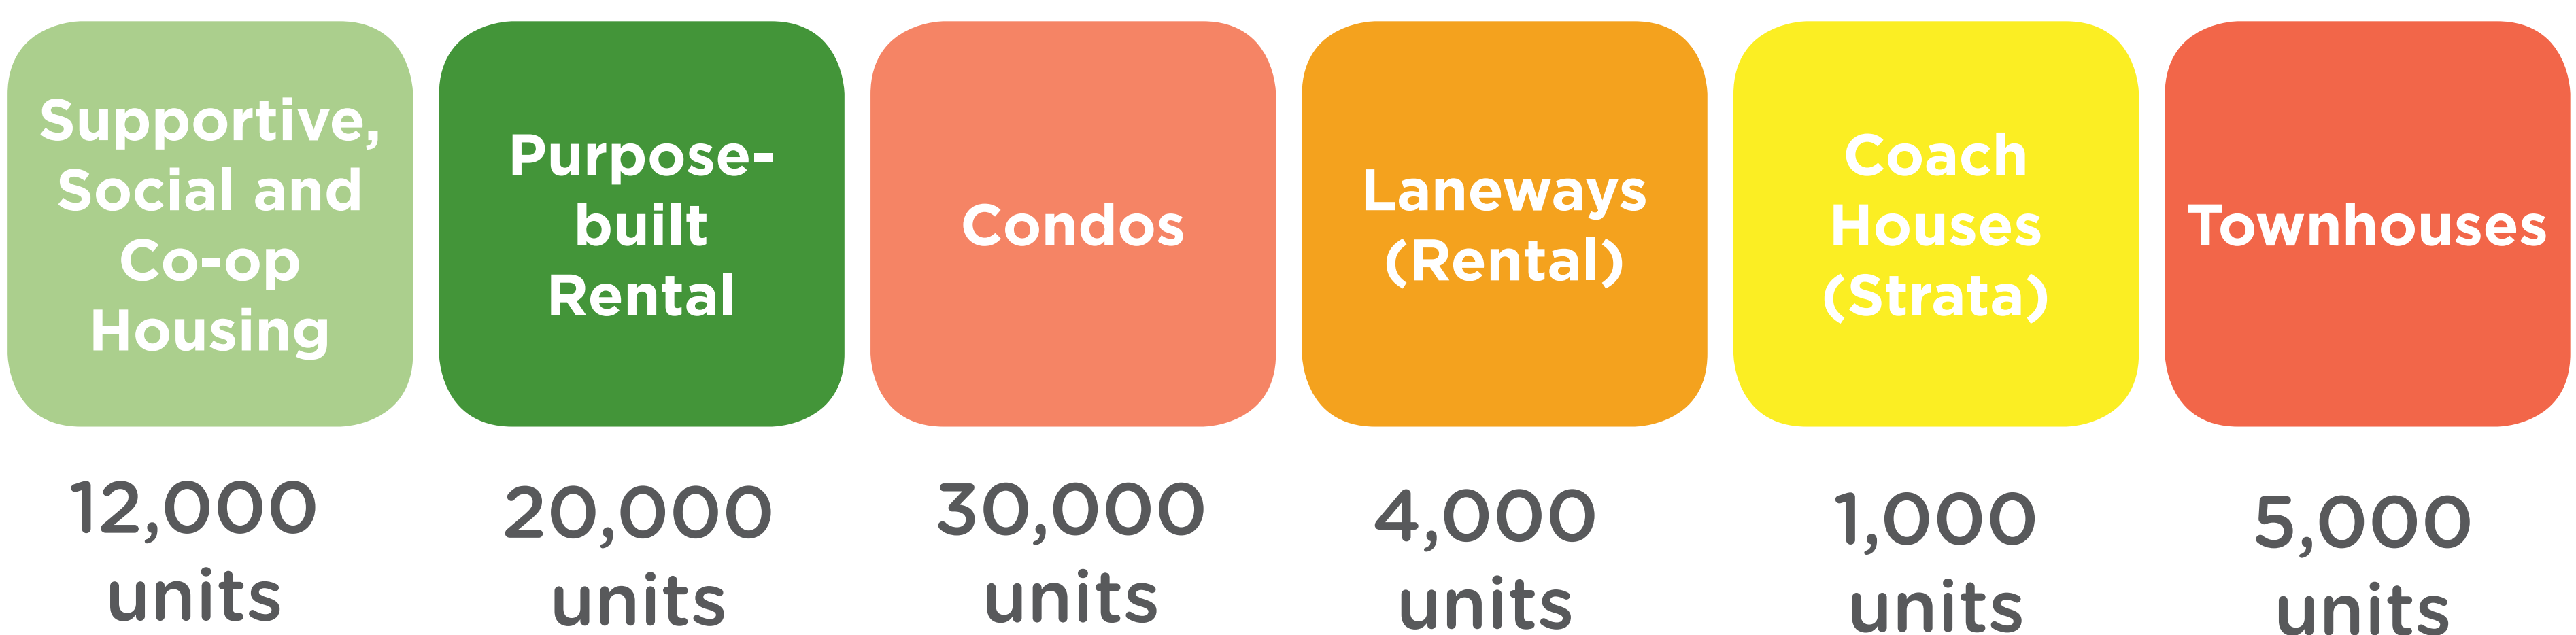 Supportive,
Social and
Co-op
Housing
12,000
units
Purpose-
built
Rental
20,000
units
Condos
30,000
units
Laneways
(Rental)
4,000
units
Coach
Houses
(Strata)
1,000
units
Townhouses
5,000
units